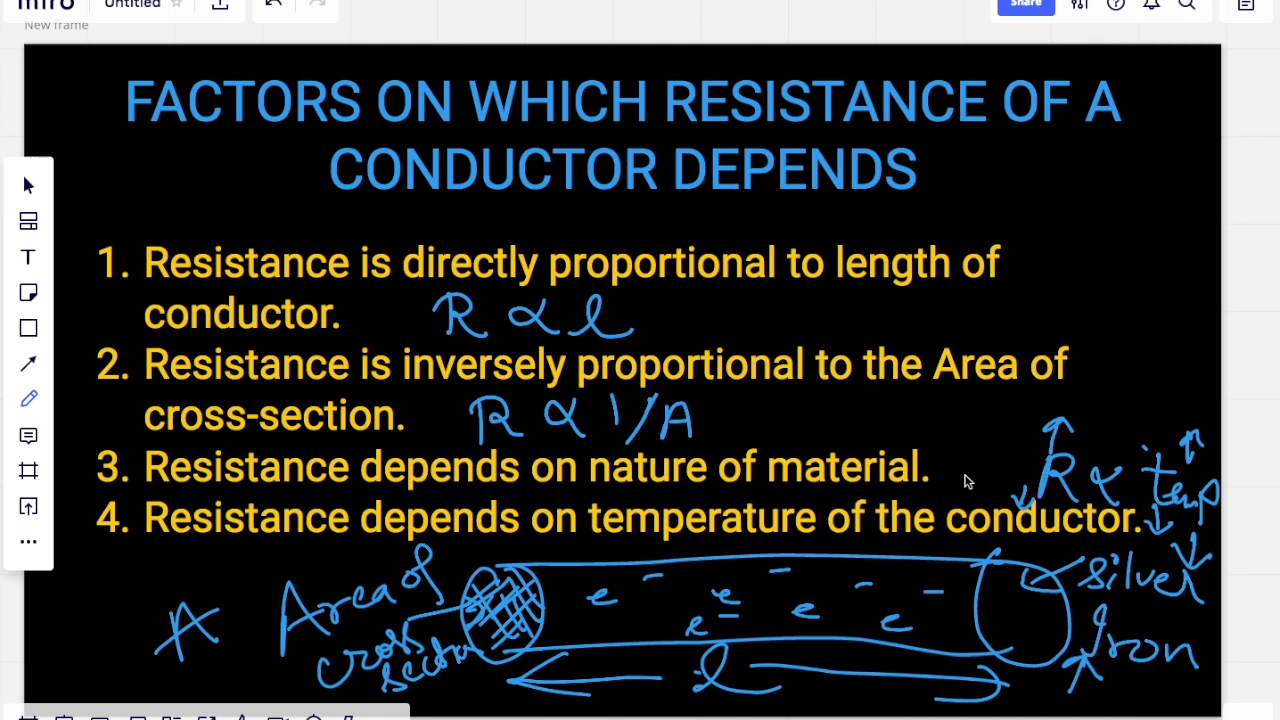 miro Untitled
Share
New frame
FACTORS ON WHICH RESISTANCE OF A
CONDUCTOR DEPENDS
1. Resistance is directly proportional to length of
conductor. R ∝ l
2. Resistance is inversely proportional to the Area of
cross-section. R ∝ 1/A
3. Resistance depends on nature of material.
R ∝ temp
4. Resistance depends on temperature of the conductor.
A Area of
cross
section
e⁻ e⁻ e⁻ e⁻ e⁻
silver
Iron
l
T